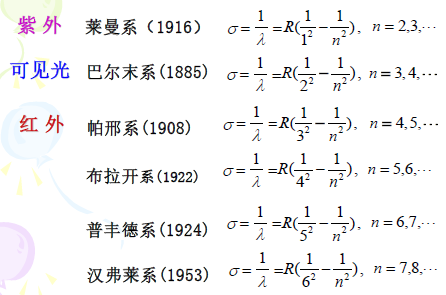 紫 外 莱曼系 (1916) σ=1/λ=R(1/1²-1/n²), n=2,3,⋯
可见光 巴尔末系(1885) σ=1/λ=R(1/2²-1/n²), n=3,4,⋯
红 外 帕邢系(1908) σ=1/λ=R(1/3²-1/n²), n=4,5,⋯
布拉开系(1922) σ=1/λ=R(1/4²-1/n²), n=5,6,⋯
普丰德系(1924) σ=1/λ=R(1/5²-1/n²), n=6,7,⋯
汉弗莱系(1953) σ=1/λ=R(1/6²-1/n²), n=7,8,⋯